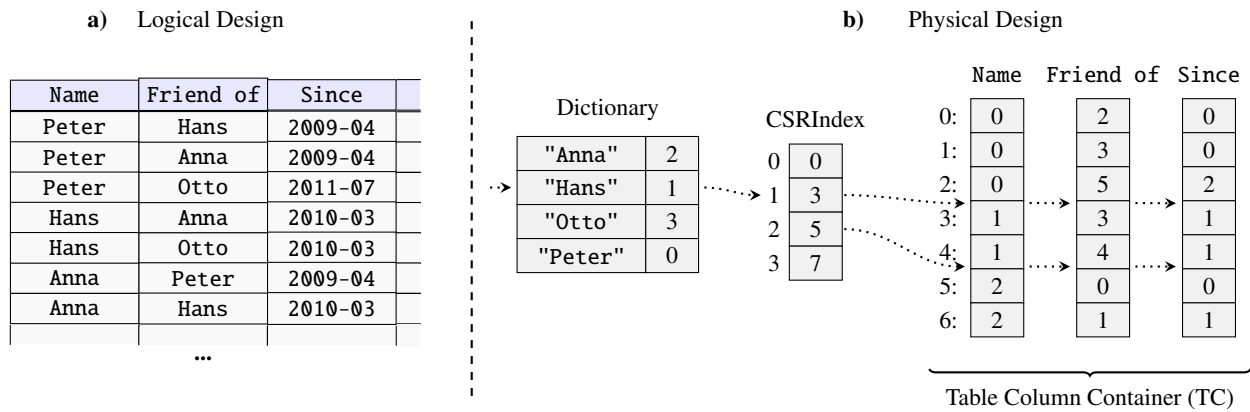 a) Logical Design
Name Friend of Since
Peter Hans 2009-04
Peter Anna 2009-04
Peter Otto 2011-07
Hans Anna 2010-03
Hans Otto 2010-03
Anna Peter 2009-04
Anna Hans 2010-03
...
b) Physical Design
Dictionary
"Anna" 2
"Hans" 1
"Otto" 3
"Peter" 0
CSRIndex
0 0
1 3
2 5
3 7
Name Friend of Since
0: 0 2 0
1: 0 3 0
2: 0 5 2
3: 1 3 1
4: 1 4 1
5: 2 0 0
6: 2 1 1
Table Column Container (TC)